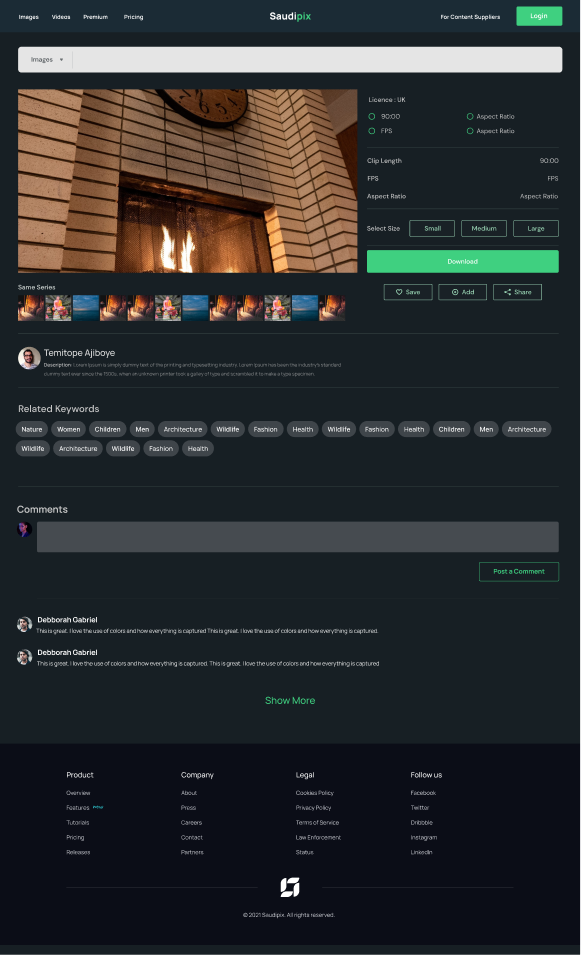 Images Videos Premium Pricing Saudipix For Content Suppliers Login
Images
Licence : UK
90:00 Aspect Ratio
FPS Aspect Ratio
Clip Length 90:00
FPS FPS
Aspect Ratio Aspect Ratio
Select Size Small Medium Large
Download
Save Add Share
Same Series
Temitope Ajiboye
Description: Lorem Ipsum is simply dummy text of the printing and typesetting industry. Lorem Ipsum has been the industry's standard
dummy text ever since the 1500s, when an unknown printer took a galley of type and scrambled it to make a type specimen.
Related Keywords
Nature Women Children Men Architecture Wildlife Fashion Health Wildlife Fashion Health Children Men Architecture
Wildlife Architecture Wildlife Fashion Health
Comments
Post a Comment
Debborah Gabriel
This is great. I love the use of colors and how everything is captured This is great. I love the use of colors and how everything is captured.
Debborah Gabriel
This is great. I love the use of colors and how everything is captured. This is great. I love the use of colors and how everything is captured
Show More
Product Company Legal Follow us
Overview About Cookies Policy Facebook
Features Press Privacy Policy Twitter
Tutorials Careers Terms of Service Dribbble
Pricing Contact Law Enforcement Instagram
Releases Partners Status LinkedIn
© 2021 Saudipix. All rights reserved.